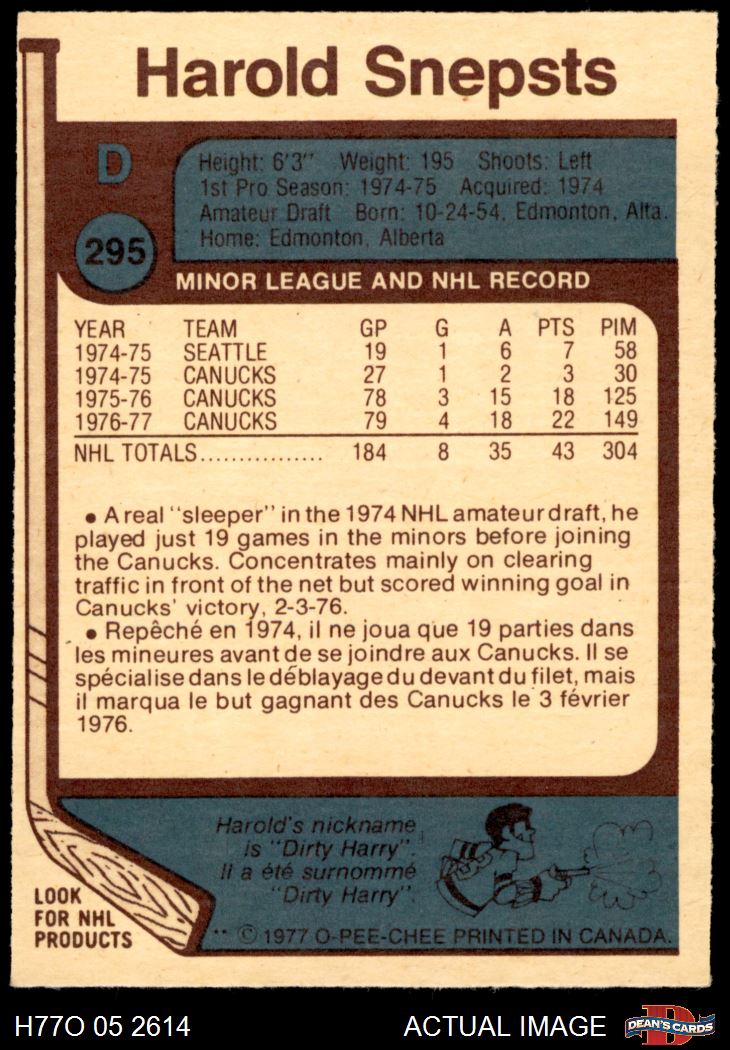 Harold Snepsts
D
Height: 6'3" Weight: 195 Shoots: Left
1st Pro Season: 1974-75 Acquired: 1974
Amateur Draft Born: 10-24-54, Edmonton, Alta.
Home: Edmonton, Alberta
295
MINOR LEAGUE AND NHL RECORD
YEAR TEAM GP G A PTS PIM
1974-75 SEATTLE 19 1 6 7 58
1974-75 CANUCKS 27 1 2 3 30
1975-76 CANUCKS 78 3 15 18 125
1976-77 CANUCKS 79 4 18 22 149
NHL TOTALS................ 184 8 35 43 304
• A real "sleeper" in the 1974 NHL amateur draft, he
played just 19 games in the minors before joining
the Canucks. Concentrates mainly on clearing
traffic in front of the net but scored winning goal in
Canucks' victory, 2-3-76.
• Repêché en 1974, il ne joua que 19 parties dans
les mineures avant de se joindre aux Canucks. Il se
spécialise dans le déblayage du devant du filet, mais
il marqua le but gagnant des Canucks le 3 février
1976.
Harold's nickname
is "Dirty Harry".
Il a été surnommé
"Dirty Harry".
LOOK
FOR NHL
PRODUCTS
** © 1977 O-PEE-CHEE PRINTED IN CANADA.
H77O 05 2614 ACTUAL IMAGE D DEAN'S CARDS